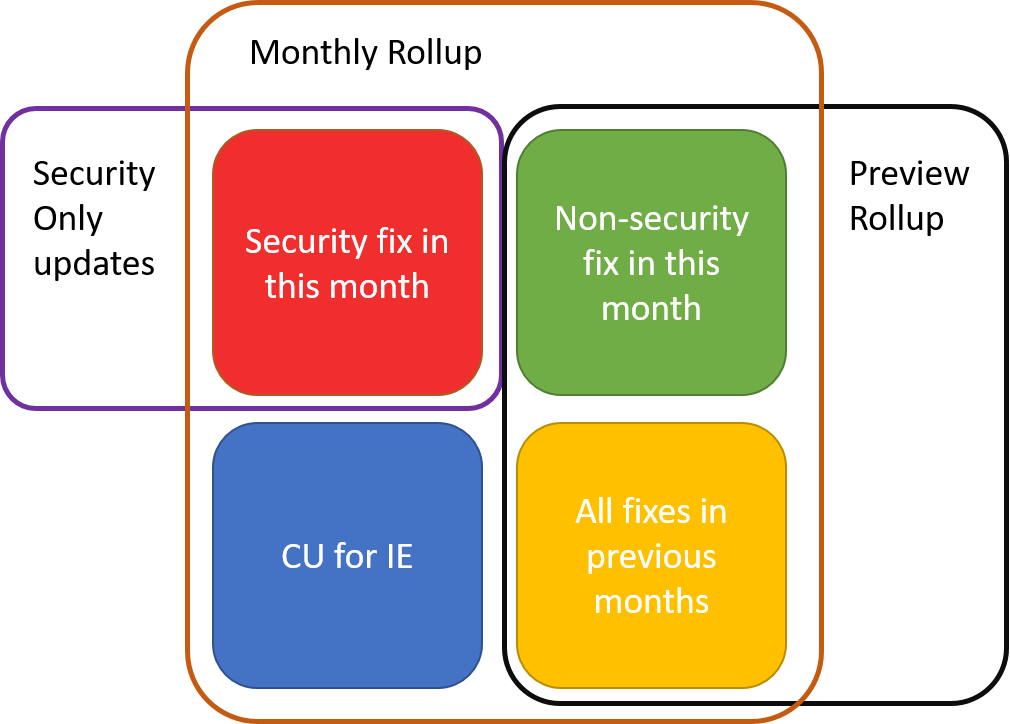 Monthly Rollup
Security
Only
updates
Security fix in
this month
Non-security
fix in this
month
Preview
Rollup
CU for IE
All fixes in
previous
months